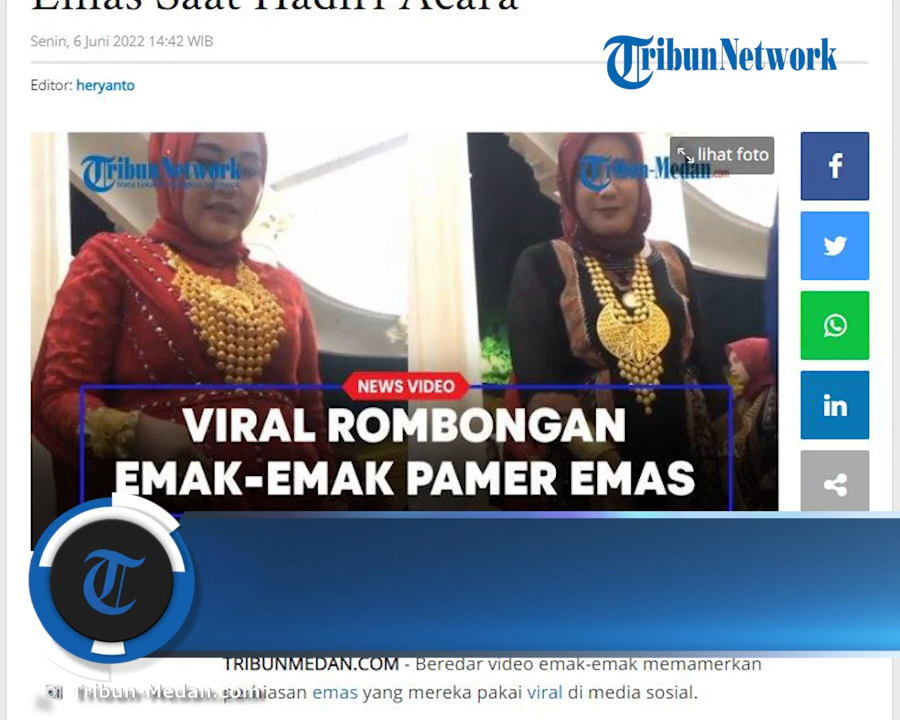 Emas Saat Hadiri Acara
Senin, 6 Juni 2022 14:42 WIB
TribunNetwork
Editor: heryanto
TribunNetwork
Tribun-Medan.com
lihat foto
NEWS VIDEO
VIRAL ROMBONGAN
EMAK-EMAK PAMER EMAS
TRIBUNMEDAN.COM - Beredar video emak-emak memamerkan
Tribun-Medan.com
emas yang mereka pakai viral di media sosial.